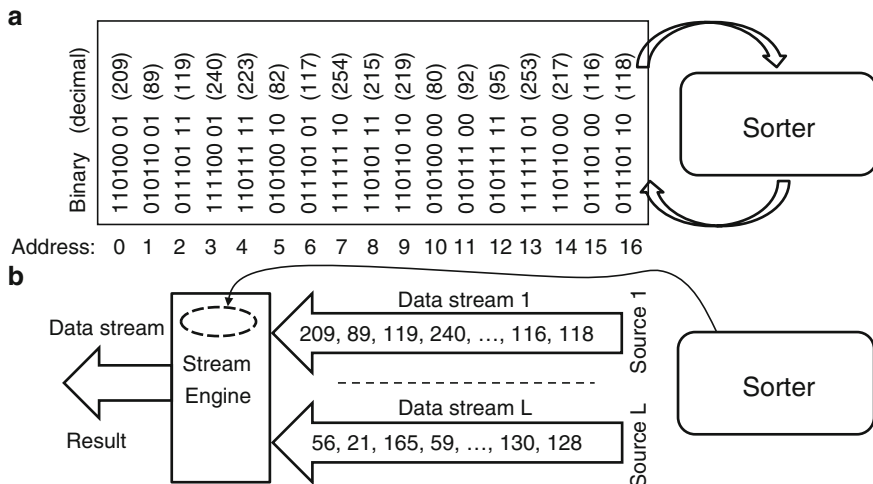 a
Binary (decimal)
110100 01 (209)
010110 01 (89)
011101 11 (119)
111100 01 (240)
110111 11 (223)
010100 10 (82)
011101 01 (117)
111111 10 (254)
110101 11 (215)
110110 10 (219)
010100 00 (80)
010111 00 (92)
010111 11 (95)
111111 01 (253)
110110 00 (217)
011101 00 (116)
011101 10 (118)
Sorter
Address: 0 1 2 3 4 5 6 7 8 9 10 11 12 13 14 15 16
b
Data stream
Result
Stream
Engine
Data stream 1
209, 89, 119, 240, ..., 116, 118
Source 1
Data stream L
56, 21, 165, 59, ..., 130, 128
Source L
Sorter